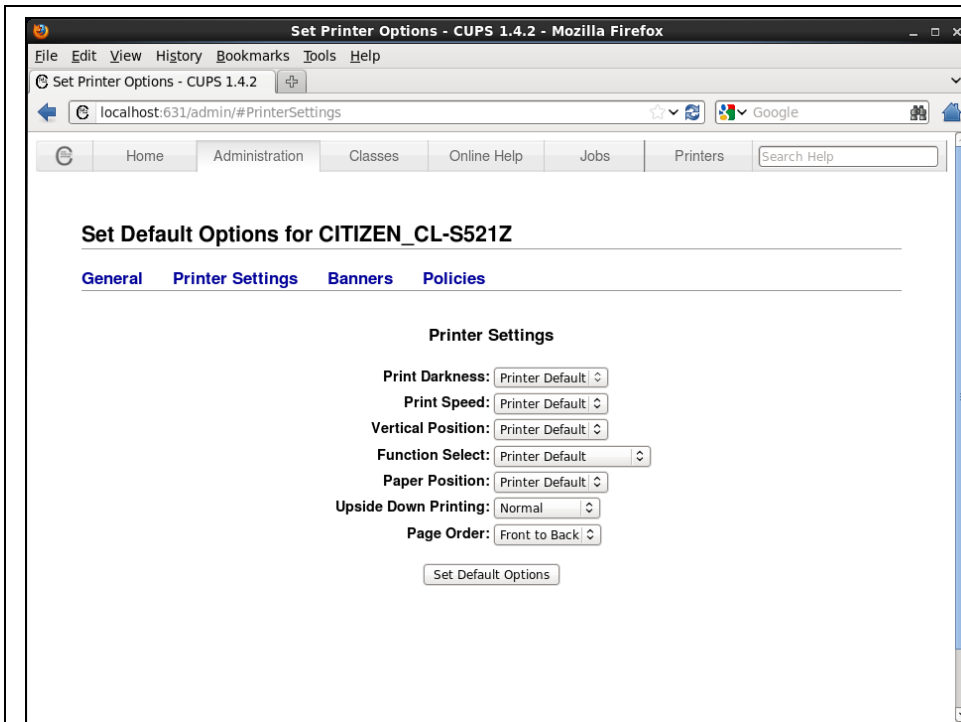 Set Printer Options - CUPS 1.4.2 - Mozilla Firefox
File Edit View History Bookmarks Tools Help
Set Printer Options - CUPS 1.4.2
localhost:631/admin/#PrinterSettings Google
Home Administration Classes Online Help Jobs Printers Search Help
Set Default Options for CITIZEN_CL-S521Z
General Printer Settings Banners Policies
Printer Settings
Print Darkness: Printer Default
Print Speed: Printer Default
Vertical Position: Printer Default
Function Select: Printer Default
Paper Position: Printer Default
Upside Down Printing: Normal
Page Order: Front to Back
Set Default Options